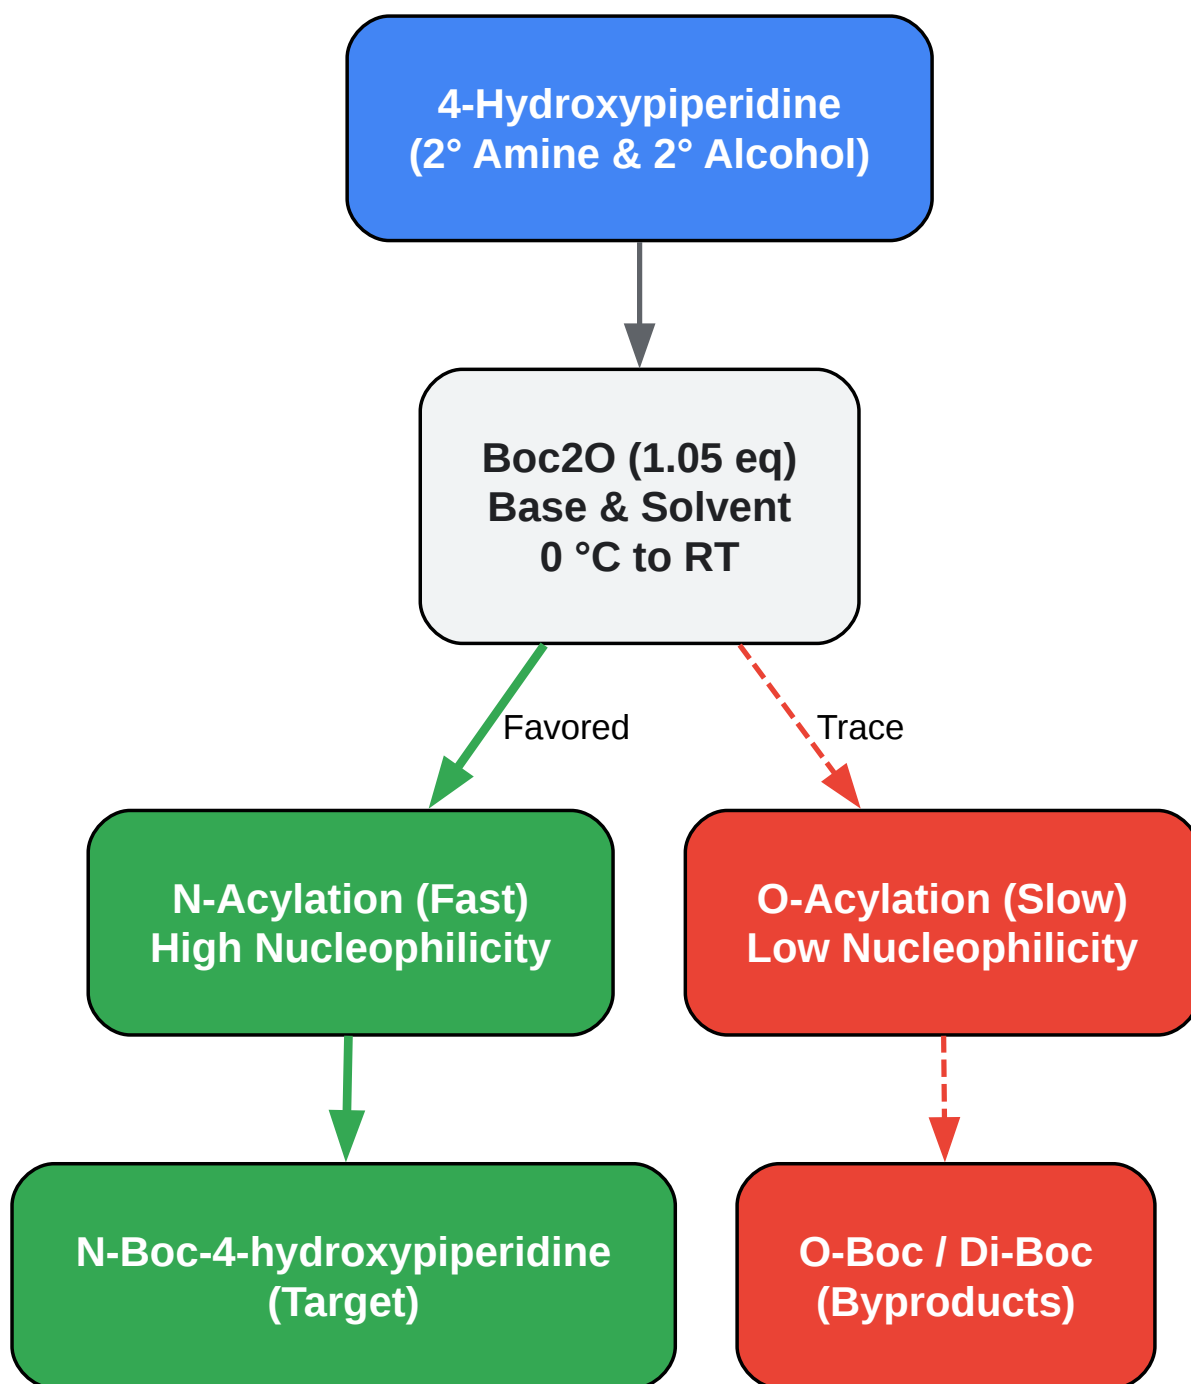 4-Hydroxypiperidine
(2° Amine & 2° Alcohol)
Boc2O (1.05 eq)
Base & Solvent
0 °C to RT
Favored
Trace
N-Acylation (Fast)
High Nucleophilicity
O-Acylation (Slow)
Low Nucleophilicity
N-Boc-4-hydroxypiperidine
(Target)
O-Boc / Di-Boc
(Byproducts)